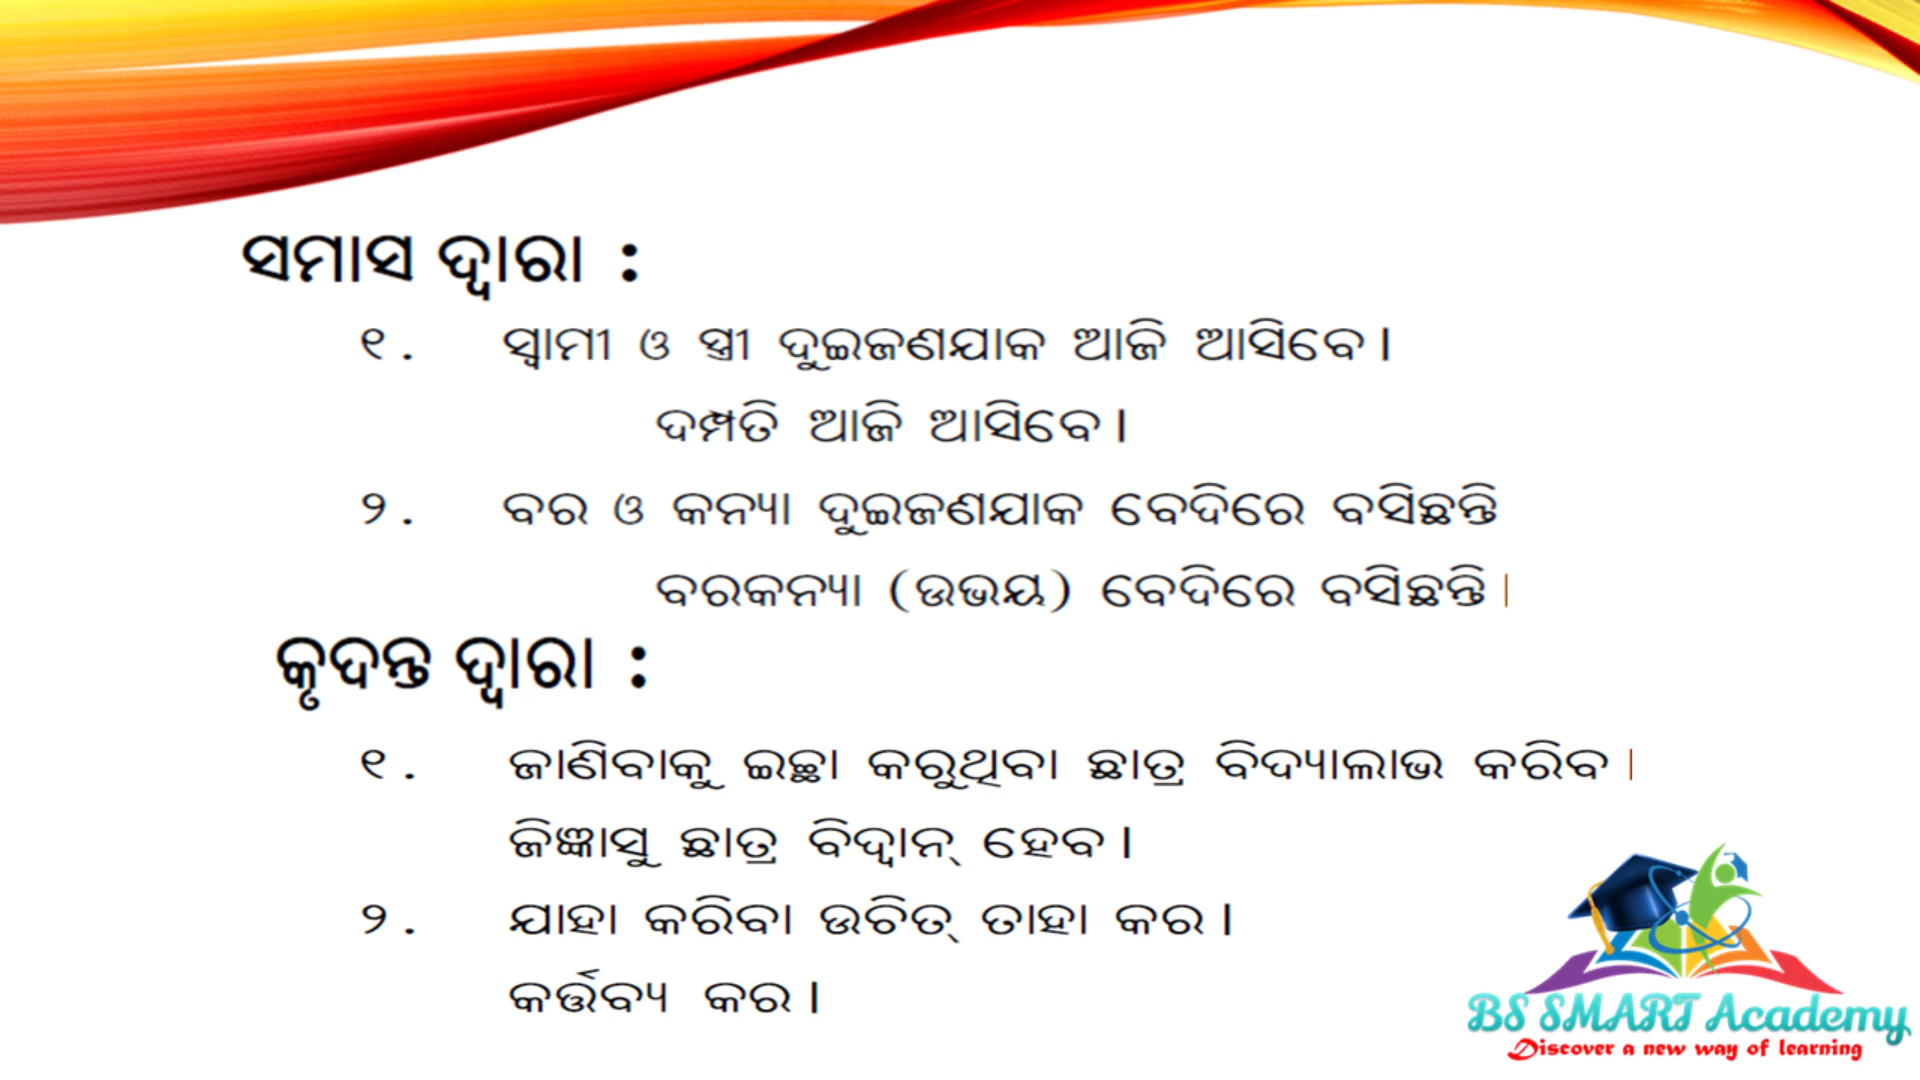 ସମାସ ଦ୍ୱାରା :
୧. ସ୍ୱାମୀ ଓ ସ୍ତ୍ରୀ ଦୁଇଜଣଯାକ ଆଜି ଆସିବେ।
ଦମ୍ପତି ଆଜି ଆସିବେ।
୨. ବର ଓ କନ୍ୟା ଦୁଇଜଣଯାକ ବେଦିରେ ବସିଛନ୍ତି
ବରକନ୍ୟା (ଉଭୟ) ବେଦିରେ ବସିଛନ୍ତି।
କୃଦନ୍ତ ଦ୍ୱାରା :
୧. ଜାଣିବାକୁ ଇଚ୍ଛା କରୁଥିବା ଛାତ୍ର ବିଦ୍ୟାଲାଭ କରିବ।
ଜିଜ୍ଞାସୁ ଛାତ୍ର ବିଦ୍ୱାନ୍ ହେବ।
୨. ଯାହା କରିବା ଉଚିତ୍ ତାହା କର।
କର୍ତ୍ତବ୍ୟ କର।
BS SMART Academy
Discover a new way of learning